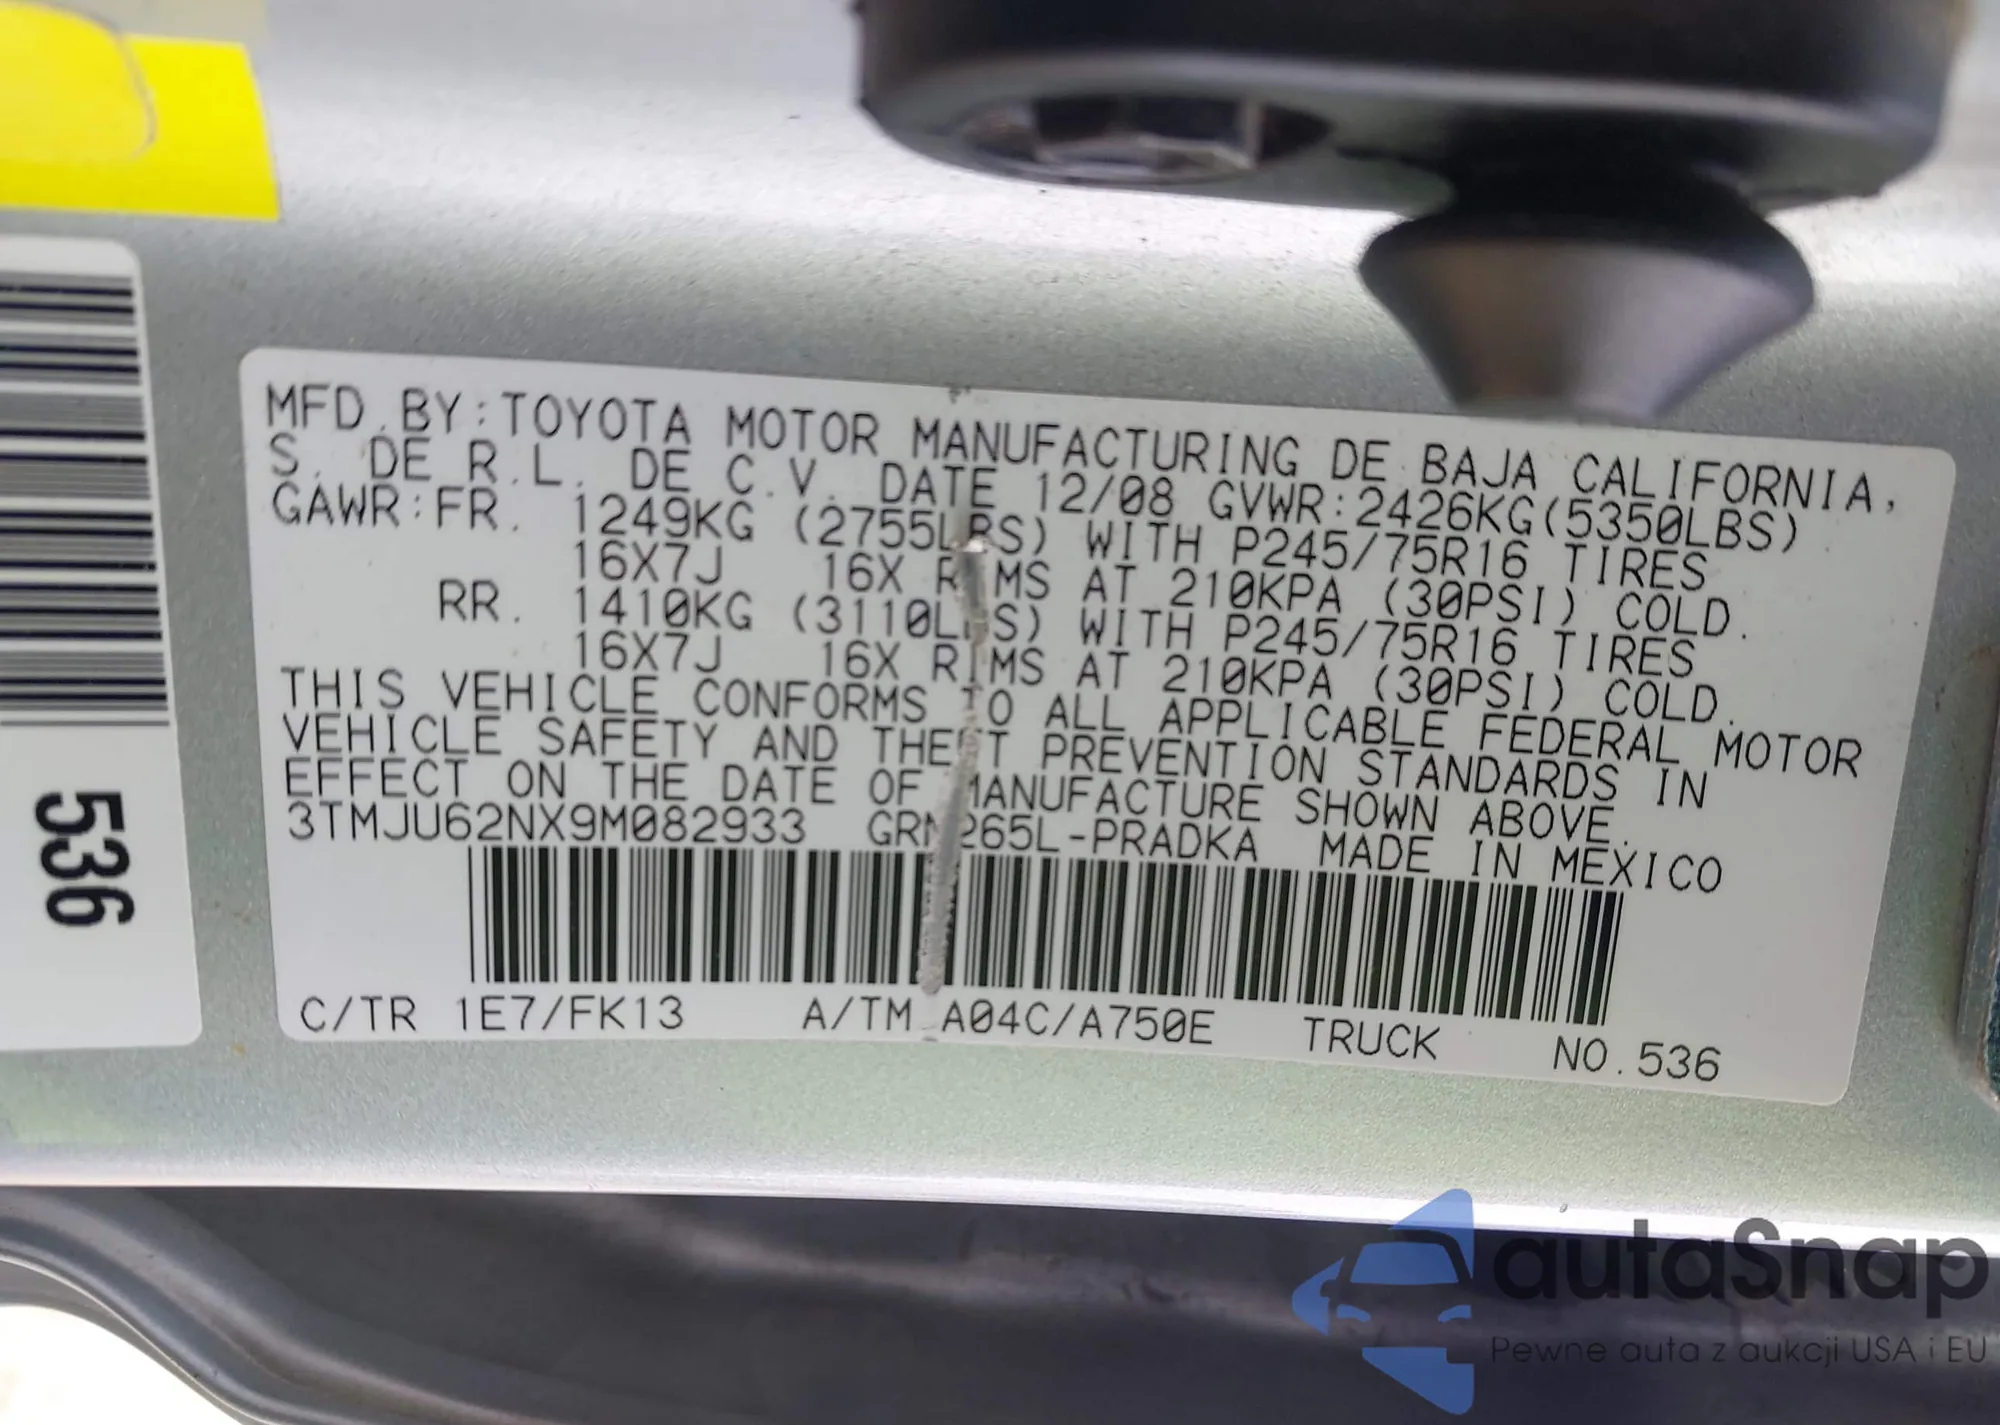 MFD.BY:TOYOTA MOTOR MANUFACTURING DE BAJA CALIFORNIA,
S. DE R.L. DE C.V. DATE 12/08 GVWR:2426KG(5350LBS)
GAWR:FR. 1249KG (2755LBS) WITH P245/75R16 TIRES
16X7J 16X RIMS AT 210KPA (30PSI) COLD.
RR. 1410KG (3110LBS) WITH P245/75R16 TIRES
16X7J 16X RIMS AT 210KPA (30PSI) COLD.
THIS VEHICLE CONFORMS TO ALL APPLICABLE FEDERAL MOTOR
VEHICLE SAFETY AND THEFT PREVENTION STANDARDS IN
EFFECT ON THE DATE OF MANUFACTURE SHOWN ABOVE.
3TMJU62NX9M082933 GRN265L-PRADKA MADE IN MEXICO
C/TR 1E7/FK13 A/TM A04C/A750E TRUCK NO.536
536
autaSnap
Pewne auta z aukcji USA i EU